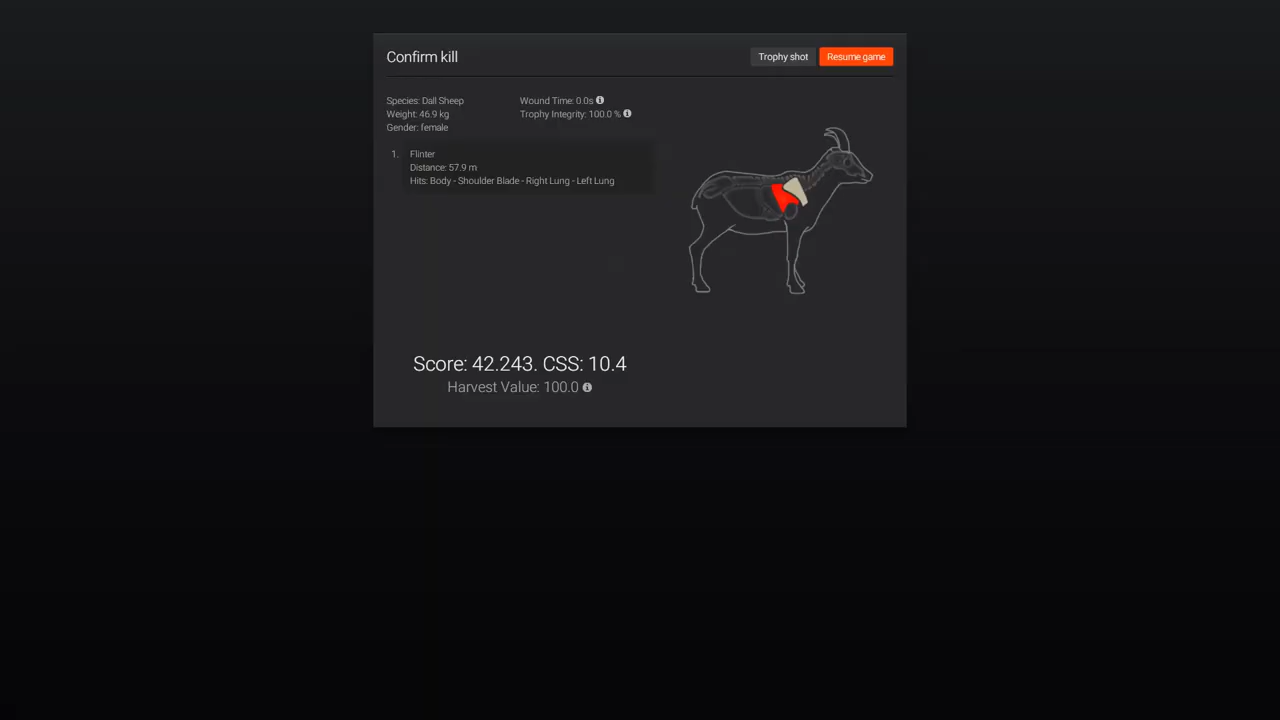 Confirm kill
Trophy shot
Resume game
Species: Dall Sheep
Weight: 46.9 kg
Gender: female
Wound Time: 0.0s
Trophy Integrity: 100.0 %
1. Flinter
Distance: 57.9 m
Hits: Body - Shoulder Blade - Right Lung - Left Lung
Score: 42.243. CSS: 10.4
Harvest Value: 100.0